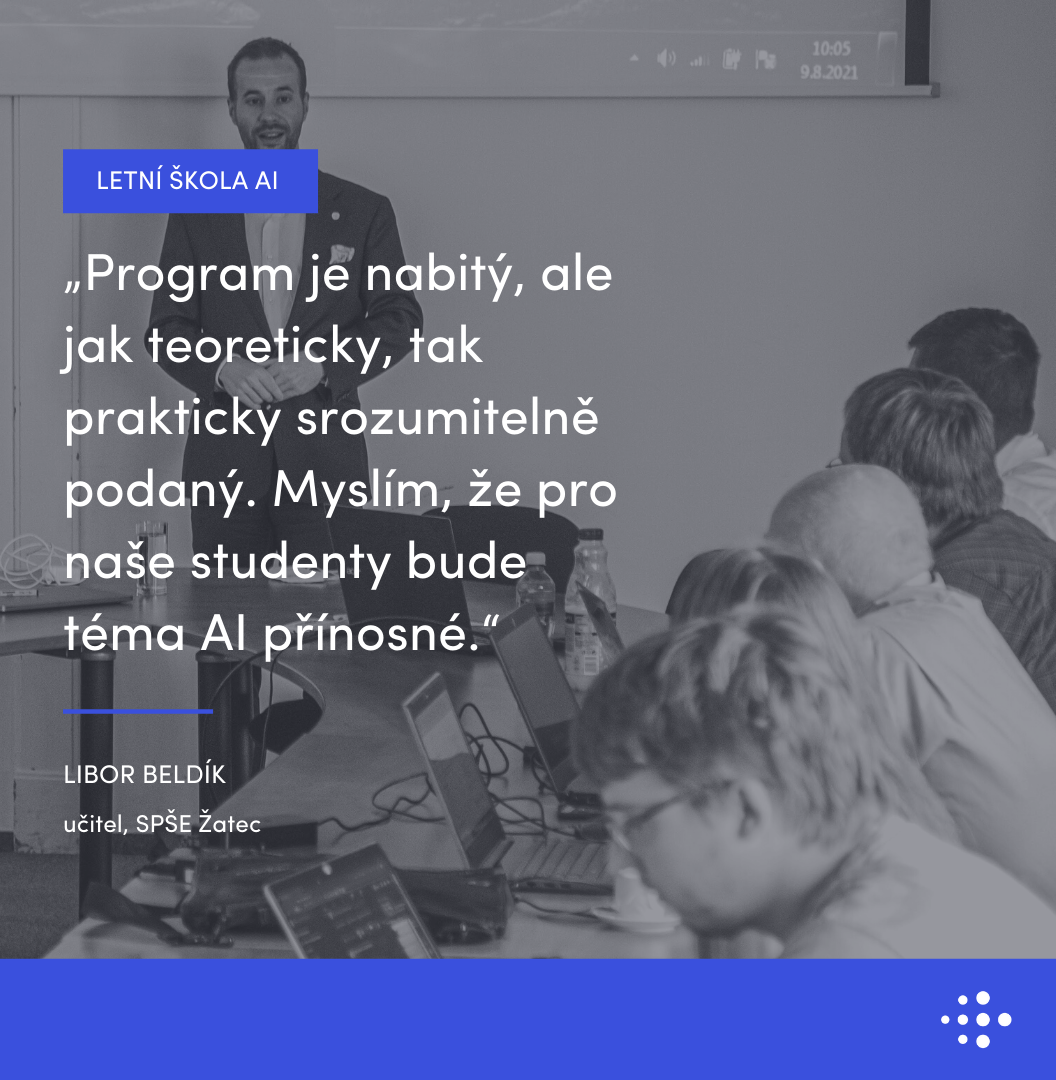 10:05
9.8.2021
LETNÍ ŠKOLA AI
„Program je nabitý, ale
jak teoreticky, tak
prakticky srozumitelně
podaný. Myslím, že pro
naše studenty bude
téma AI přínosné.“
LIBOR BELDÍK
učitel, SPŠE Žatec